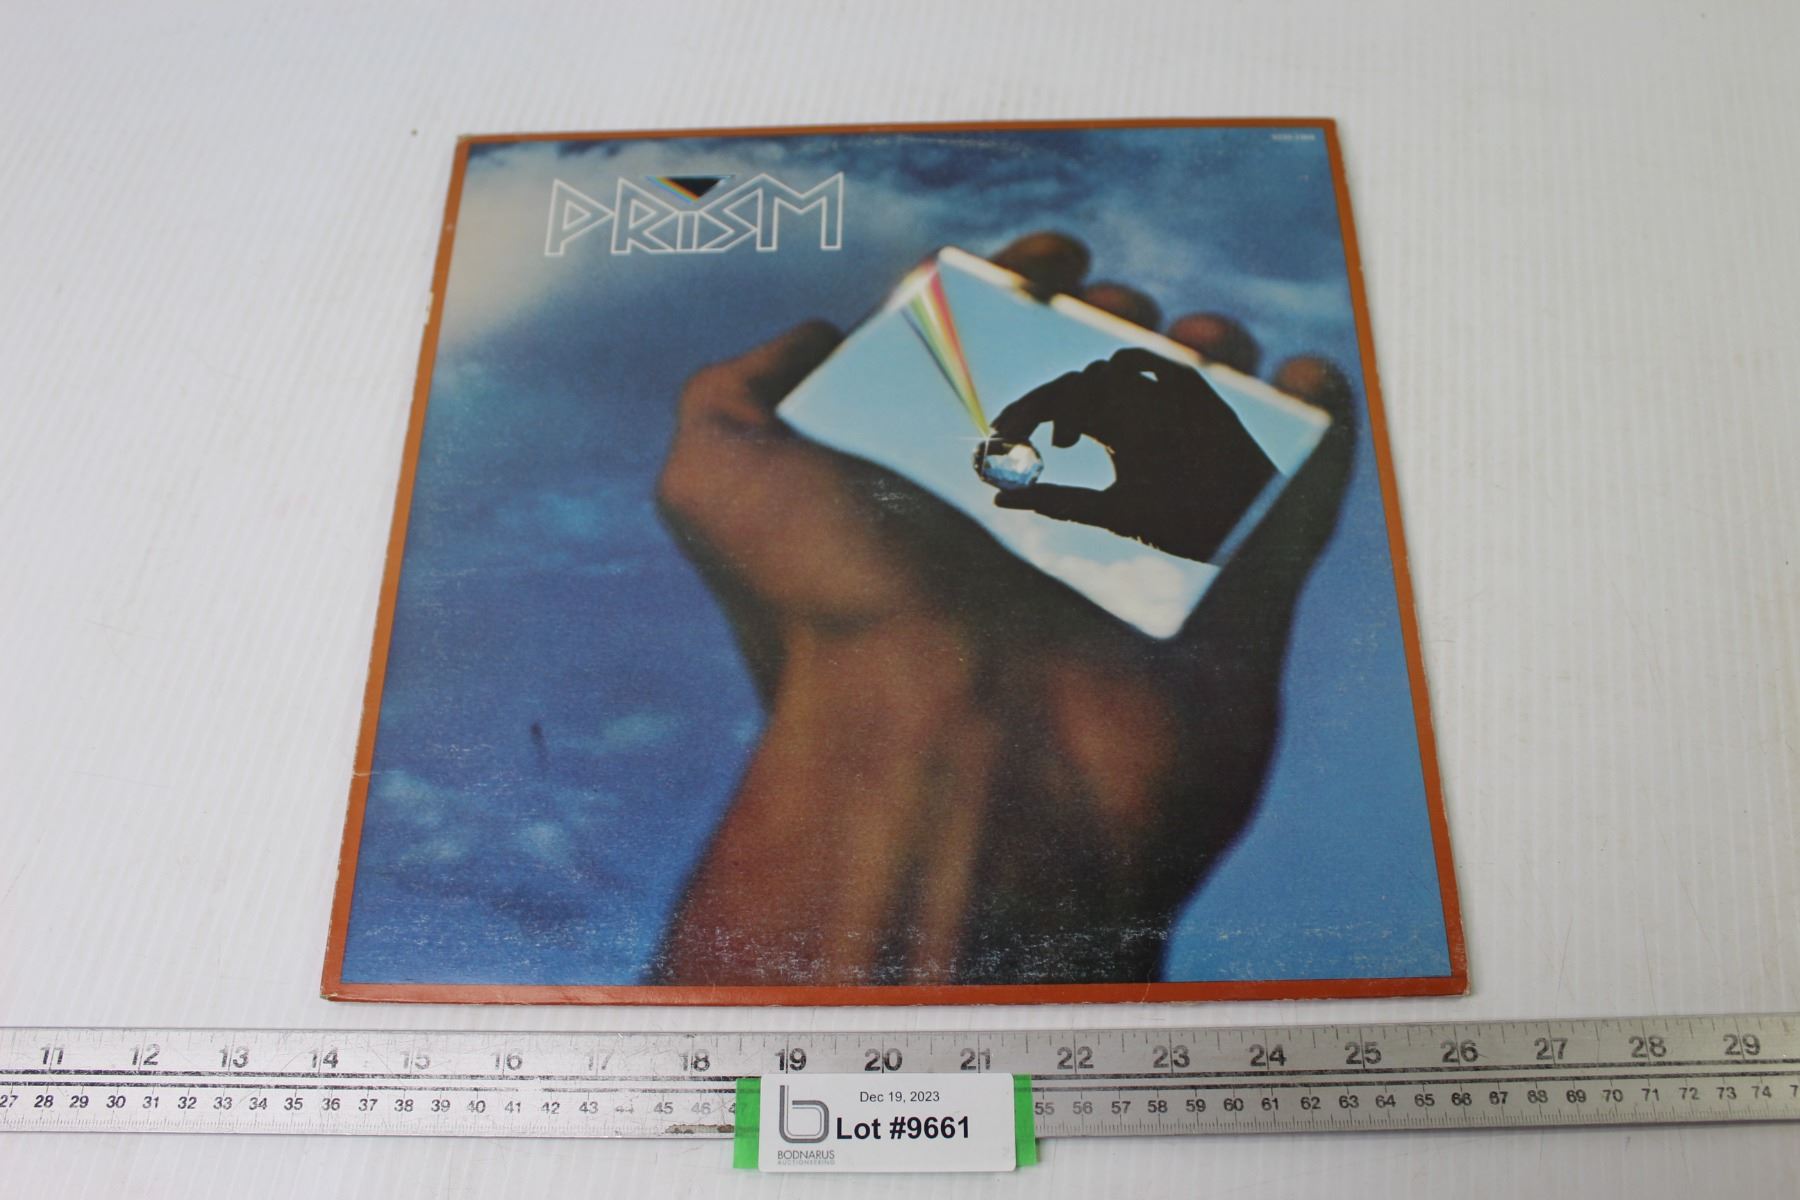 PRISM
11 12 13 14 15 16 17 18 19 20 21 22 23 24 25 26 27 28 29
27 28 29 30 31 32 33 34 35 36 37 38 39 40 41 42 43 44 45 46 47 55 56 57 58 59 60 61 62 63 64 65 66 67 68 69 70 71 72 73 74
Dec 19, 2023
Lot #9661
BODNARUS
AUCTIONEERING